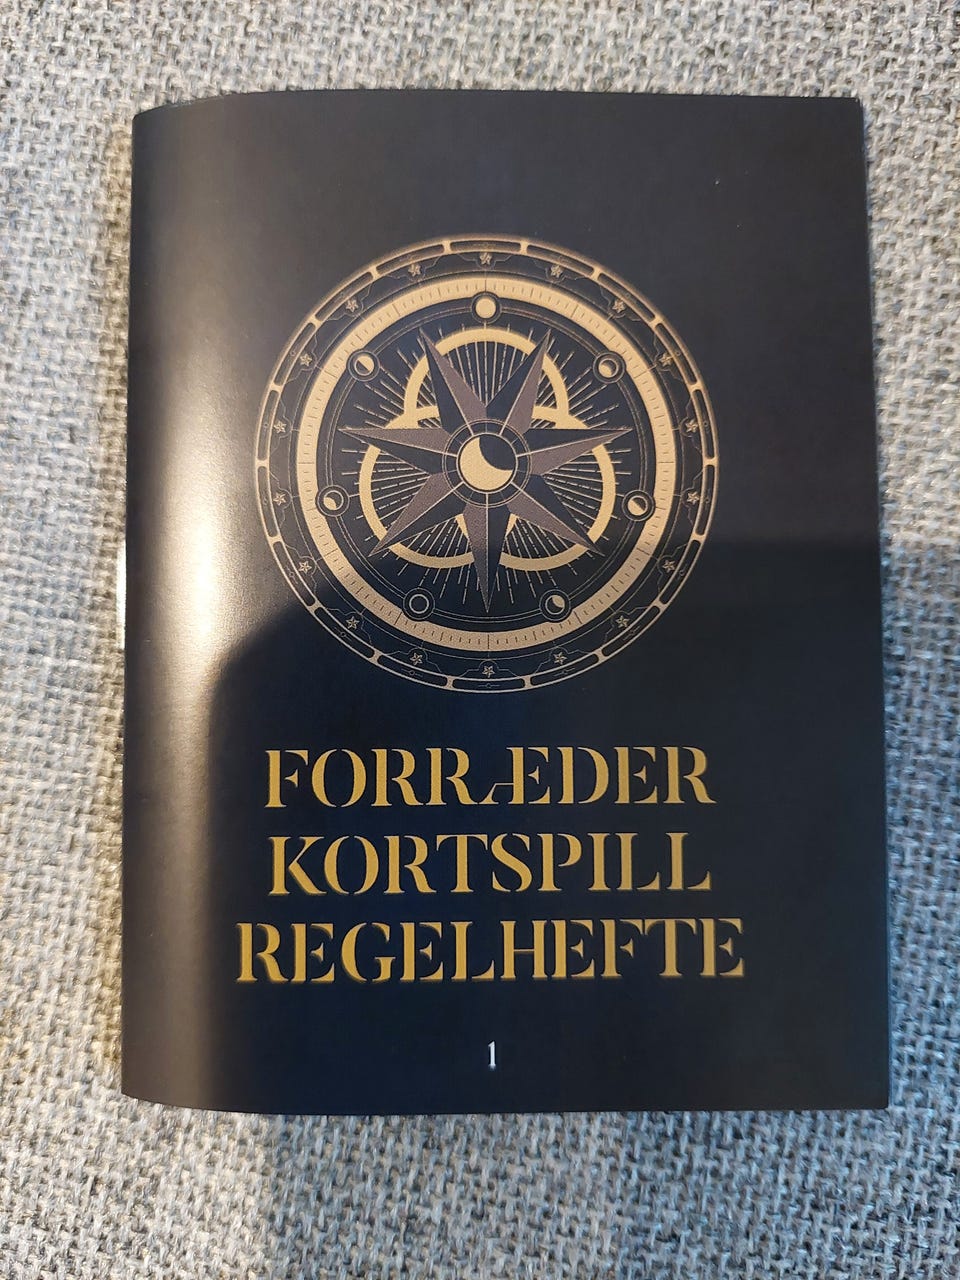 FORRÆDER
KORTSPILL
REGELHEFTE
1